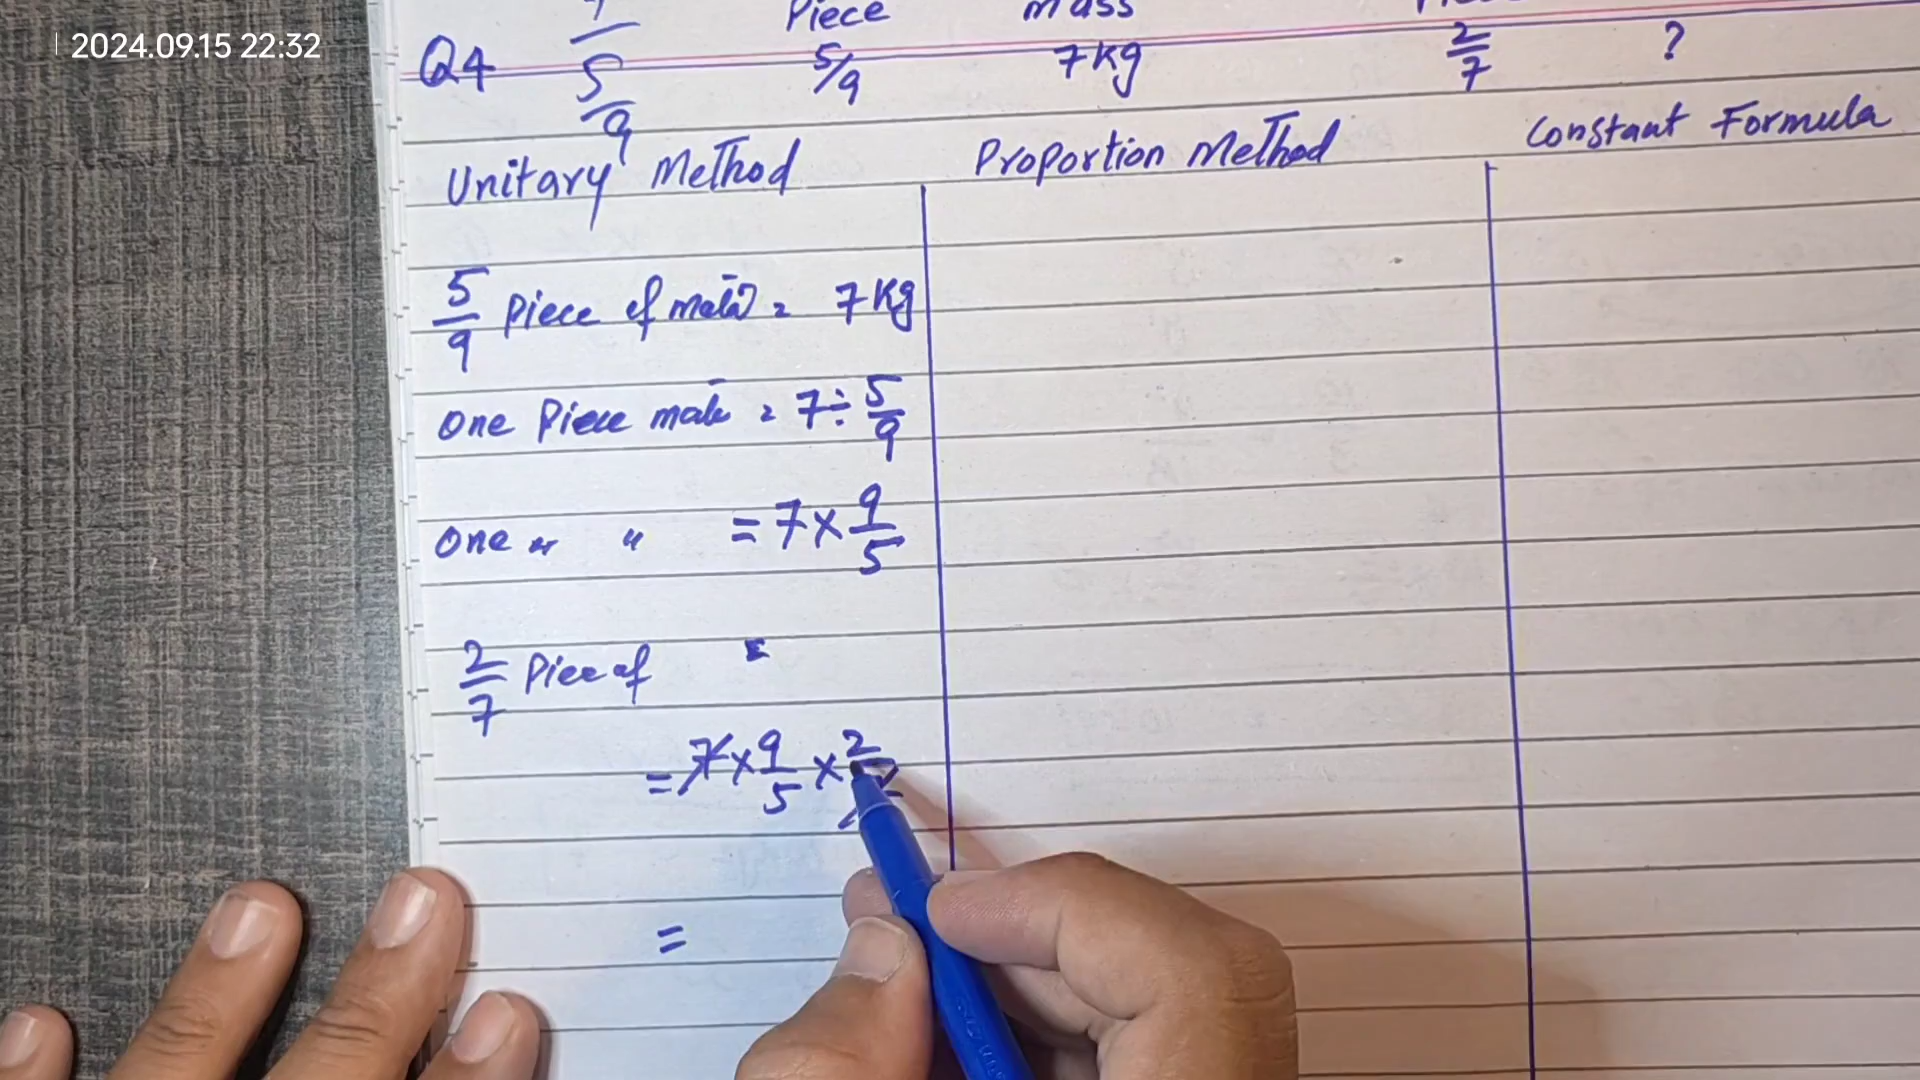 2024.09.15 22:32
Piece mass
Q4 5/9 5/9 7kg 2/7 ?
Unitary Method Proportion Method Constant Formula
5/9 Piece of = 7kg
One Piece = 7 ÷ 5/9
One " " = 7 × 9/5
2/7 Piece of =
= 7 × 9/5 × 2/7
=